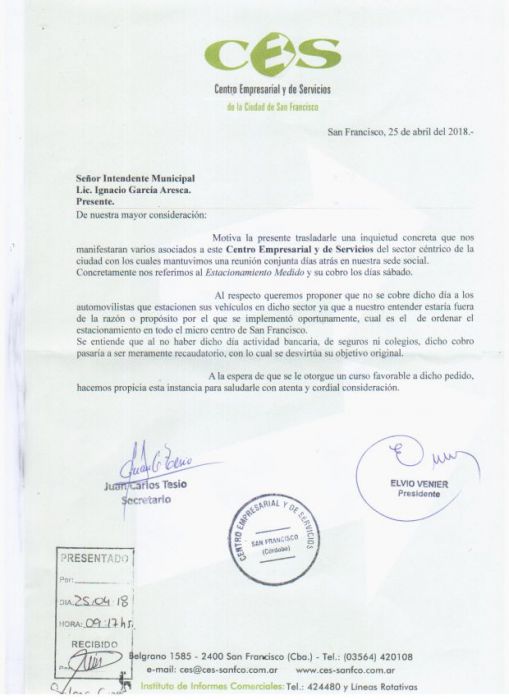 CES
Centro Empresarial y de Servicios
de la Ciudad de San Francisco
San Francisco, 25 de abril del 2018.-
Señor Intendente Municipal
Lic. Ignacio García Aresca.
Presente.
De nuestra mayor consideración:
Motiva la presente trasladarle una inquietud concreta que nos
manifestaran varios asociados a este Centro Empresarial y de Servicios del sector céntrico de la
ciudad con los cuales mantuvimos una reunión conjunta días atrás en nuestra sede social.
Concretamente nos referimos al Estacionamiento Medido y su cobro los días sábado.
Al respecto queremos proponer que no se cobre dicho día a los
automovilistas que estacionen sus vehículos en dicho sector ya que a nuestro entender estaría fuera
de la razón o propósito por el que se implementó oportunamente, cual es el de ordenar el
estacionamiento en todo el micro centro de San Francisco.
Se entiende que al no haber dicho día actividad bancaria, de seguros ni colegios, dicho cobro
pasaría a ser meramente recaudatorio, con lo cual se desvirtúa su objetivo original.
A la espera de que se le otorgue un curso favorable a dicho pedido,
hacemos propicia esta instancia para saludarle con atenta y cordial consideración.
Juan Carlos Tesio
Secretario
ELVIO VENIER
Presidente
CENTRO EMPRESARIAL Y DE SERVICIOS
SAN FRANCISCO
(Córdoba)
PRESENTADO
Por:
DIA 25 04 18
HORA: 09:17 hs.
RECIBIDO
Belgrano 1585 - 2400 San Francisco (Cba.) - Tel.: (03564) 420108
e-mail: ces@ces-sanfco.com.ar www.ces-sanfco.com.ar
Instituto de Informes Comerciales: Tel.: 424480 y Líneas Rotativas